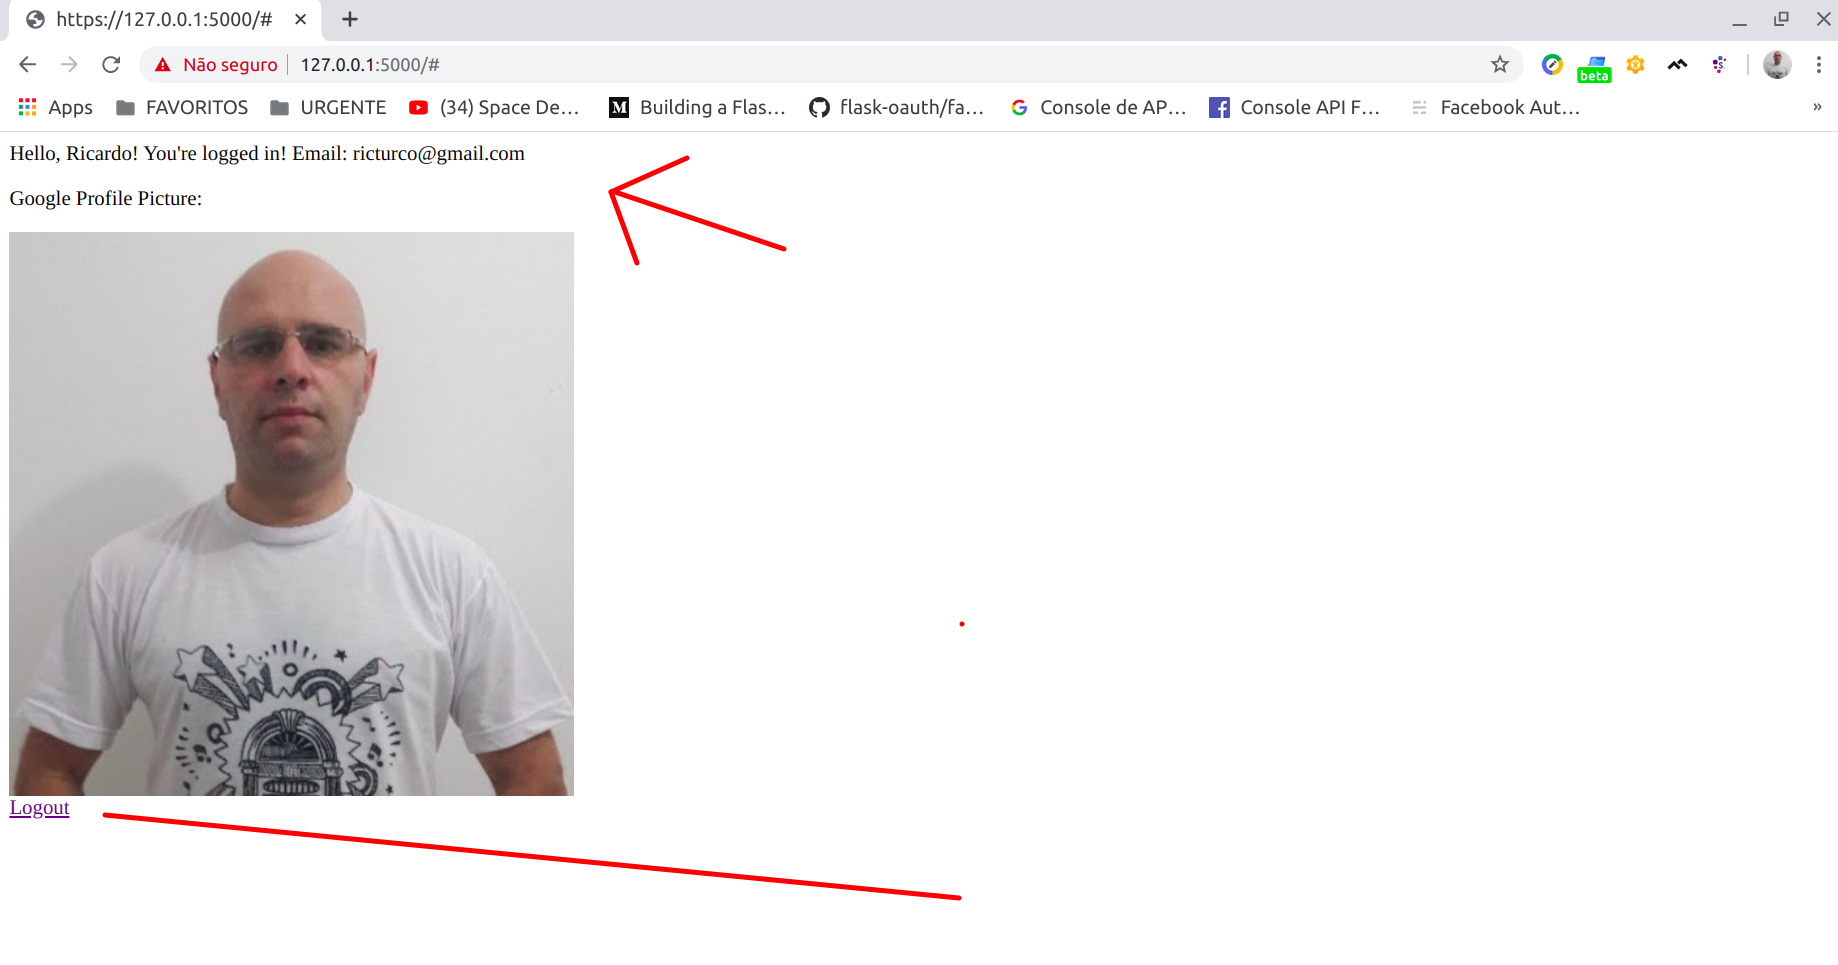 https://127.0.0.1:5000/#
Não seguro 127.0.0.1:5000/#
beta
Apps FAVORITOS URGENTE (34) Space De... M Building a Flas... flask-oauth/fa... Console de AP... Console API F... Facebook Aut... »
Hello, Ricardo! You're logged in! Email: ricturco@gmail.com
Google Profile Picture:
Logout